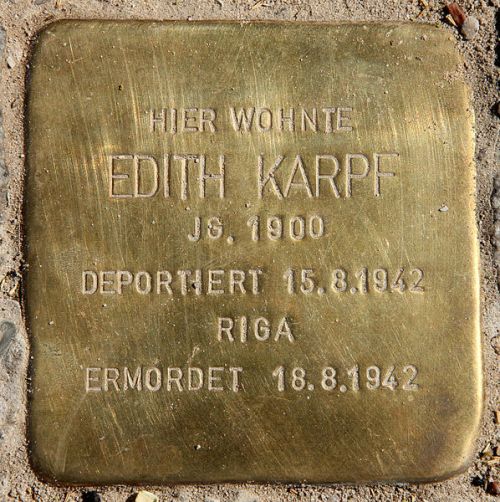 HIER WOHNTE
EDITH KARPF
JG. 1900
DEPORTIERT 15.8.1942
RIGA
ERMORDET 18.8.1942